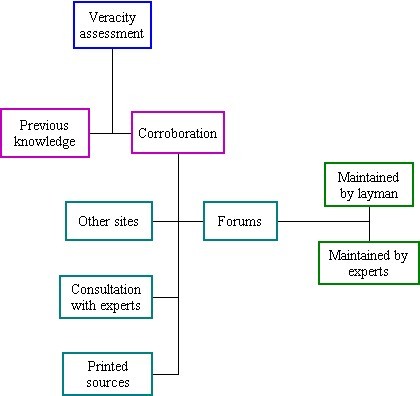 Veracity
assessment
Previous
knowledge
Corroboration
Maintained
by layman
Other sites
Forums
Maintained by
experts
Consultation
with experts
Printed
sources